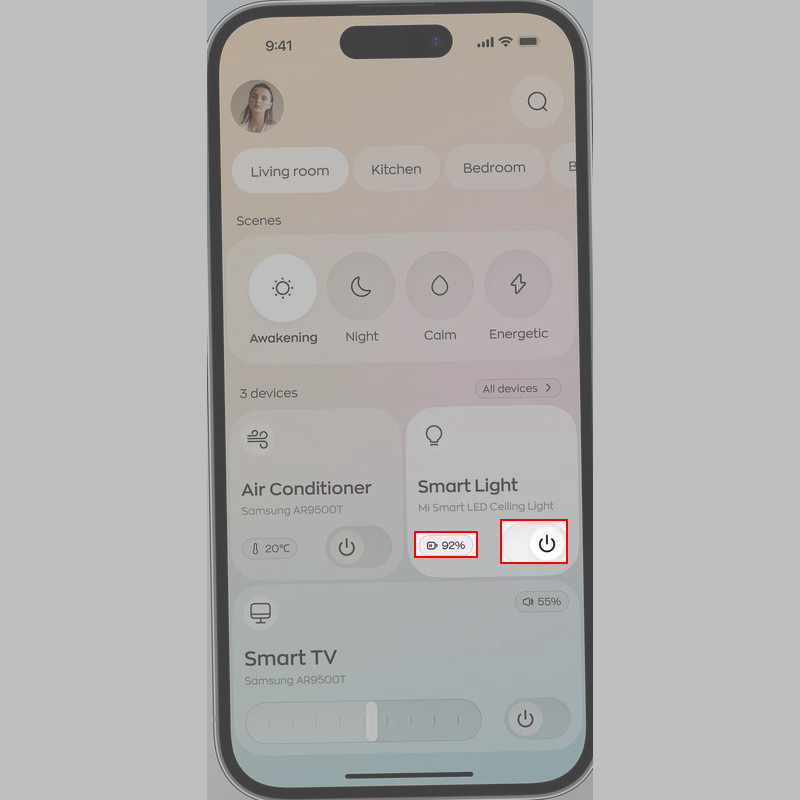 9:41
Living room
Kitchen
Bedroom
B
Scenes
Awakening
Night
Calm
Energetic
3 devices
All devices
Air Conditioner
Samsung AR9500T
20°C
Smart Light
Mi Smart LED Ceiling Light
92%
55%
Smart TV
Samsung AR9500T